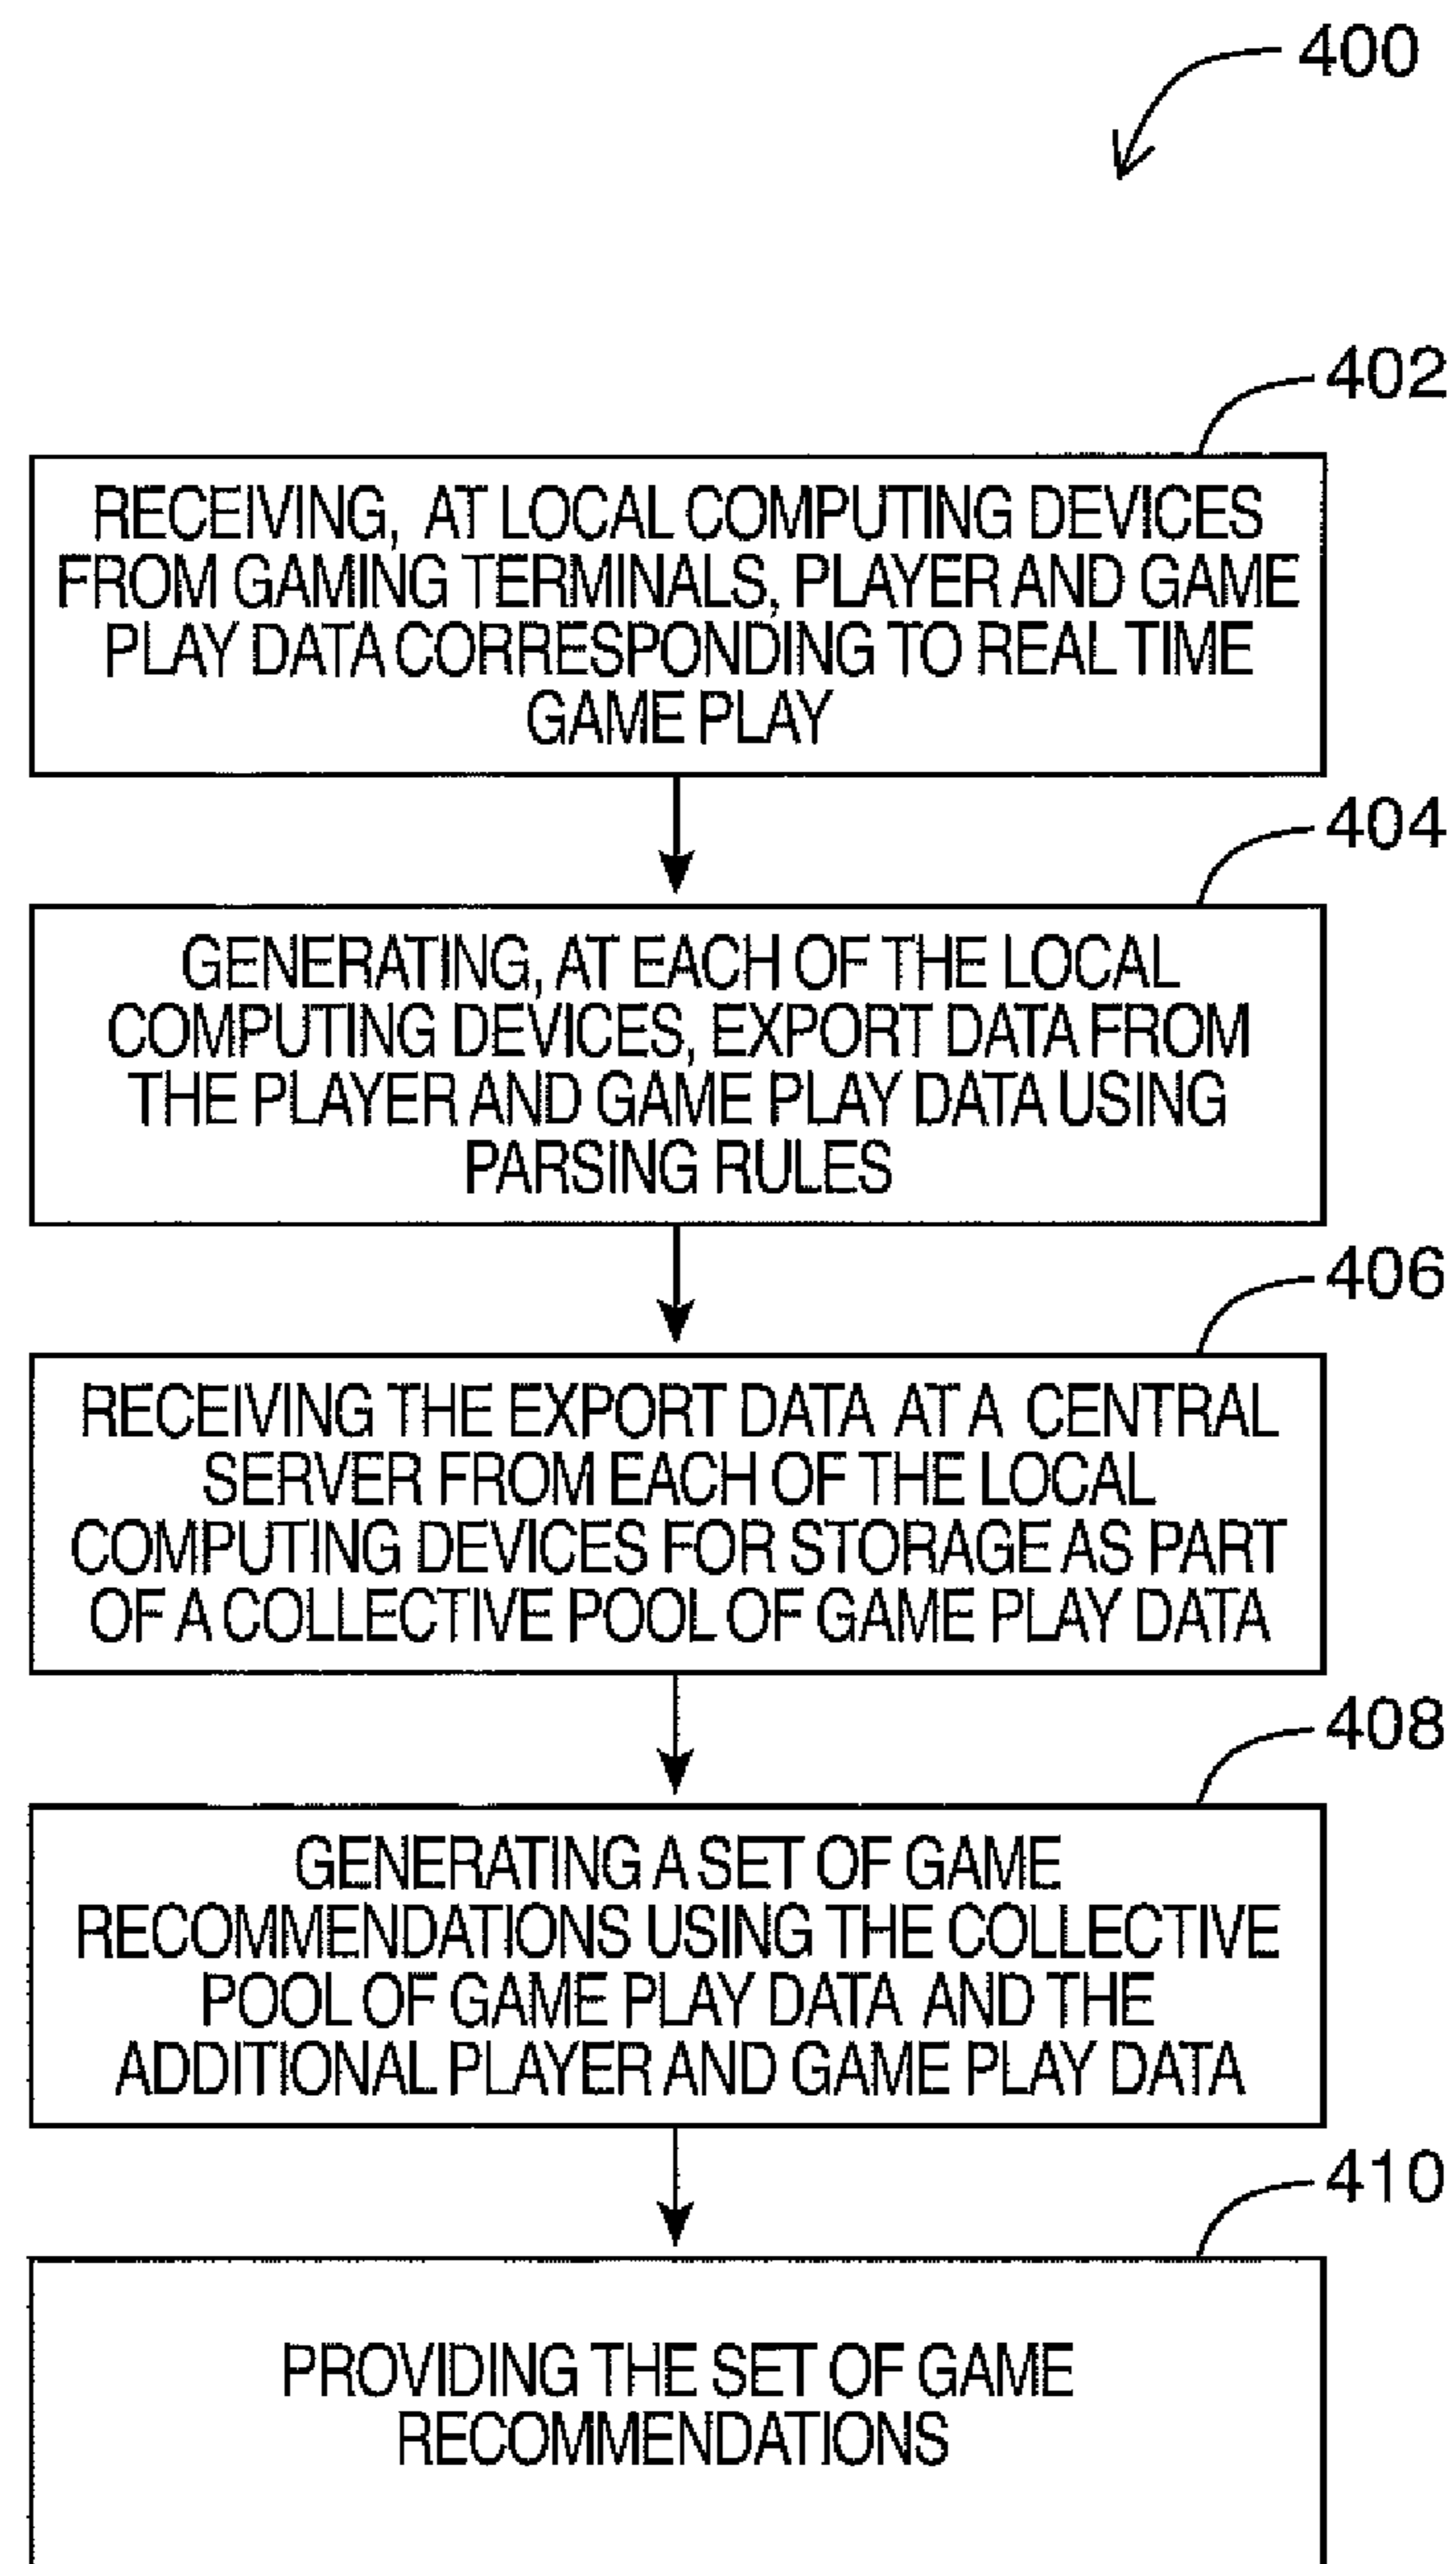 400
402
RECEIVING, AT LOCAL COMPUTING DEVICES
FROM GAMING TERMINALS, PLAYER AND GAME
PLAY DATA CORRESPONDING TO REAL TIME
GAME PLAY
404
GENERATING, AT EACH OF THE LOCAL
COMPUTING DEVICES, EXPORT DATA FROM
THE PLAYER AND GAME PLAY DATA USING
PARSING RULES
406
RECEIVING THE EXPORT DATA AT A CENTRAL
SERVER FROM EACH OF THE LOCAL
COMPUTING DEVICES FOR STORAGE AS PART
OF A COLLECTIVE POOL OF GAME PLAY DATA
408
GENERATING A SET OF GAME
RECOMMENDATIONS USING THE COLLECTIVE
POOL OF GAME PLAY DATA AND THE
ADDITIONAL PLAYER AND GAME PLAY DATA
410
PROVIDING THE SET OF GAME
RECOMMENDATIONS